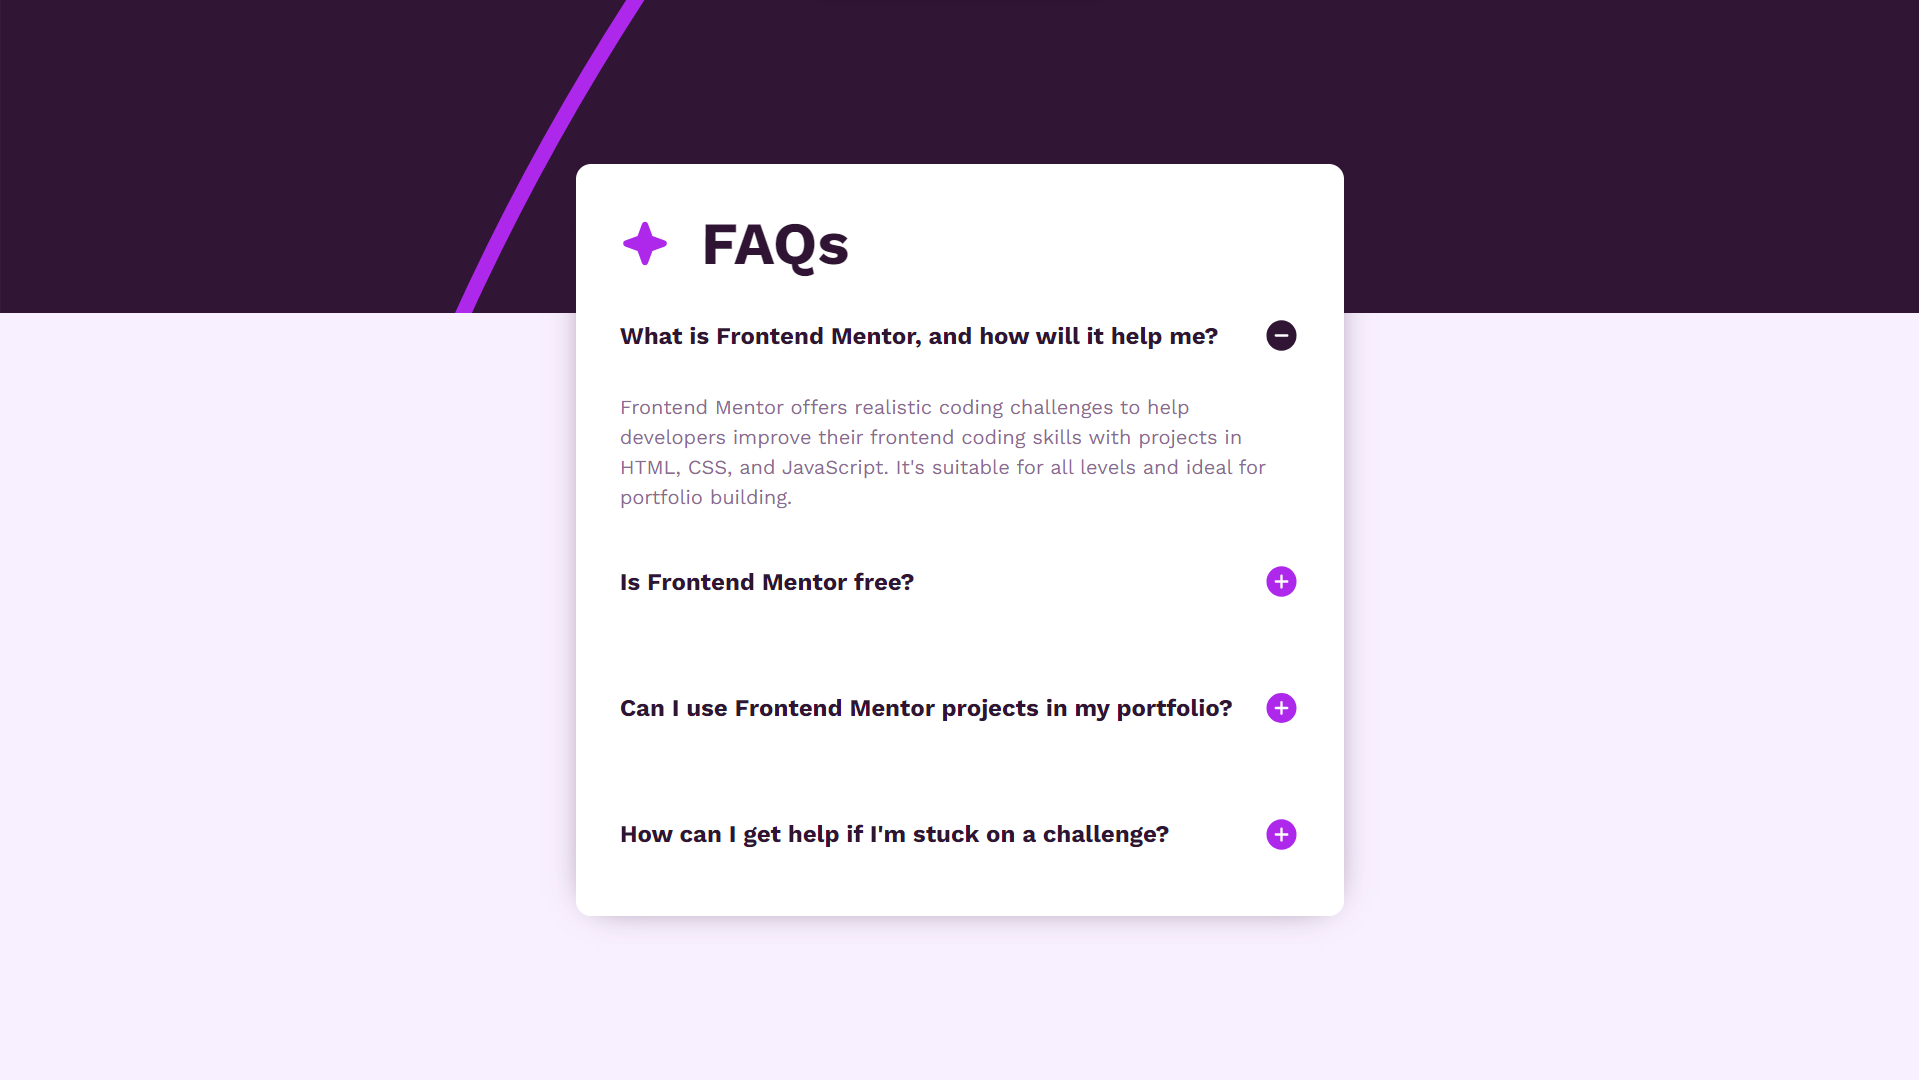 FAQs
What is Frontend Mentor, and how will it help me?
Frontend Mentor offers realistic coding challenges to help
developers improve their frontend coding skills with projects in
HTML, CSS, and JavaScript. It's suitable for all levels and ideal for
portfolio building.
Is Frontend Mentor free?
Can I use Frontend Mentor projects in my portfolio?
How can I get help if I'm stuck on a challenge?